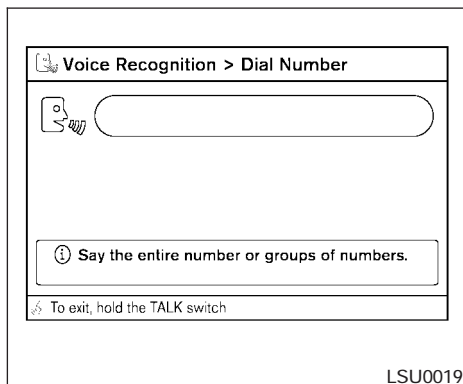 Voice Recognition > Dial Number
Say the entire number or groups of numbers.
To exit, hold the TALK switch
LSU0019